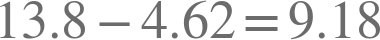 13.8 − 4.62 = 9.18